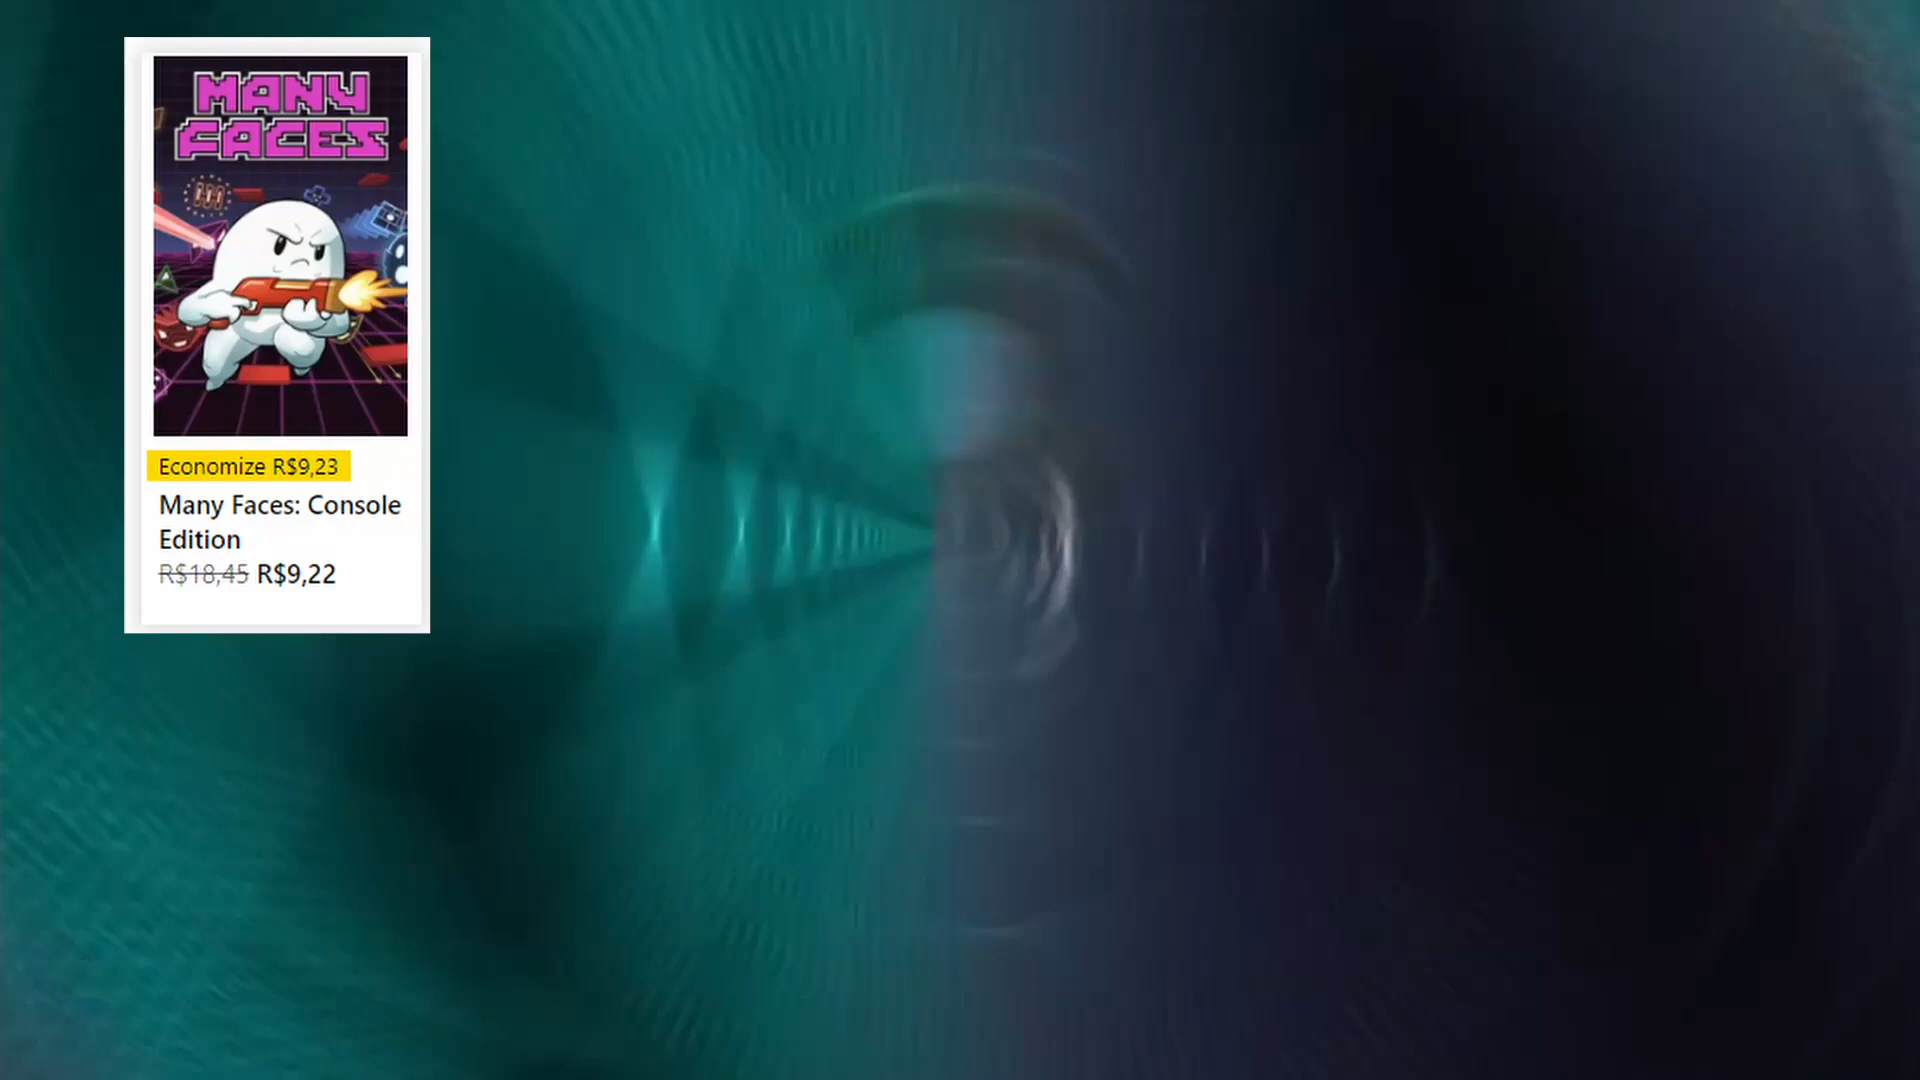 MANY
FACES
Economize R$9,23
Many Faces: Console
Edition
R$18,45 R$9,22